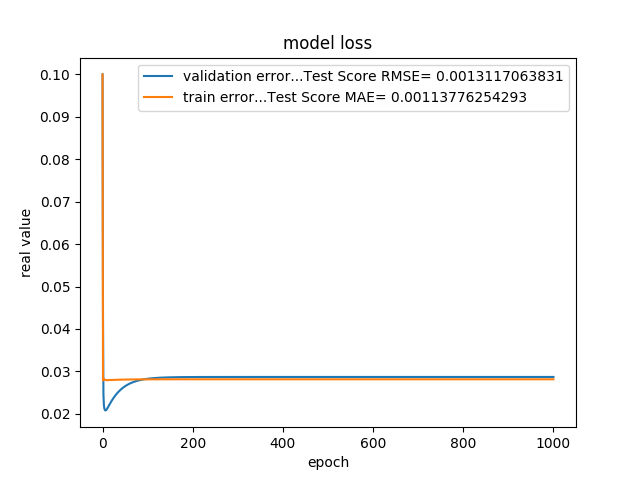 model loss
validation error...Test Score RMSE= 0.0013117063831
train error...Test Score MAE= 0.00113776254293
real value
0.10
0.09
0.08
0.07
0.06
0.05
0.04
0.03
0.02
0 200 400 600 800 1000
epoch